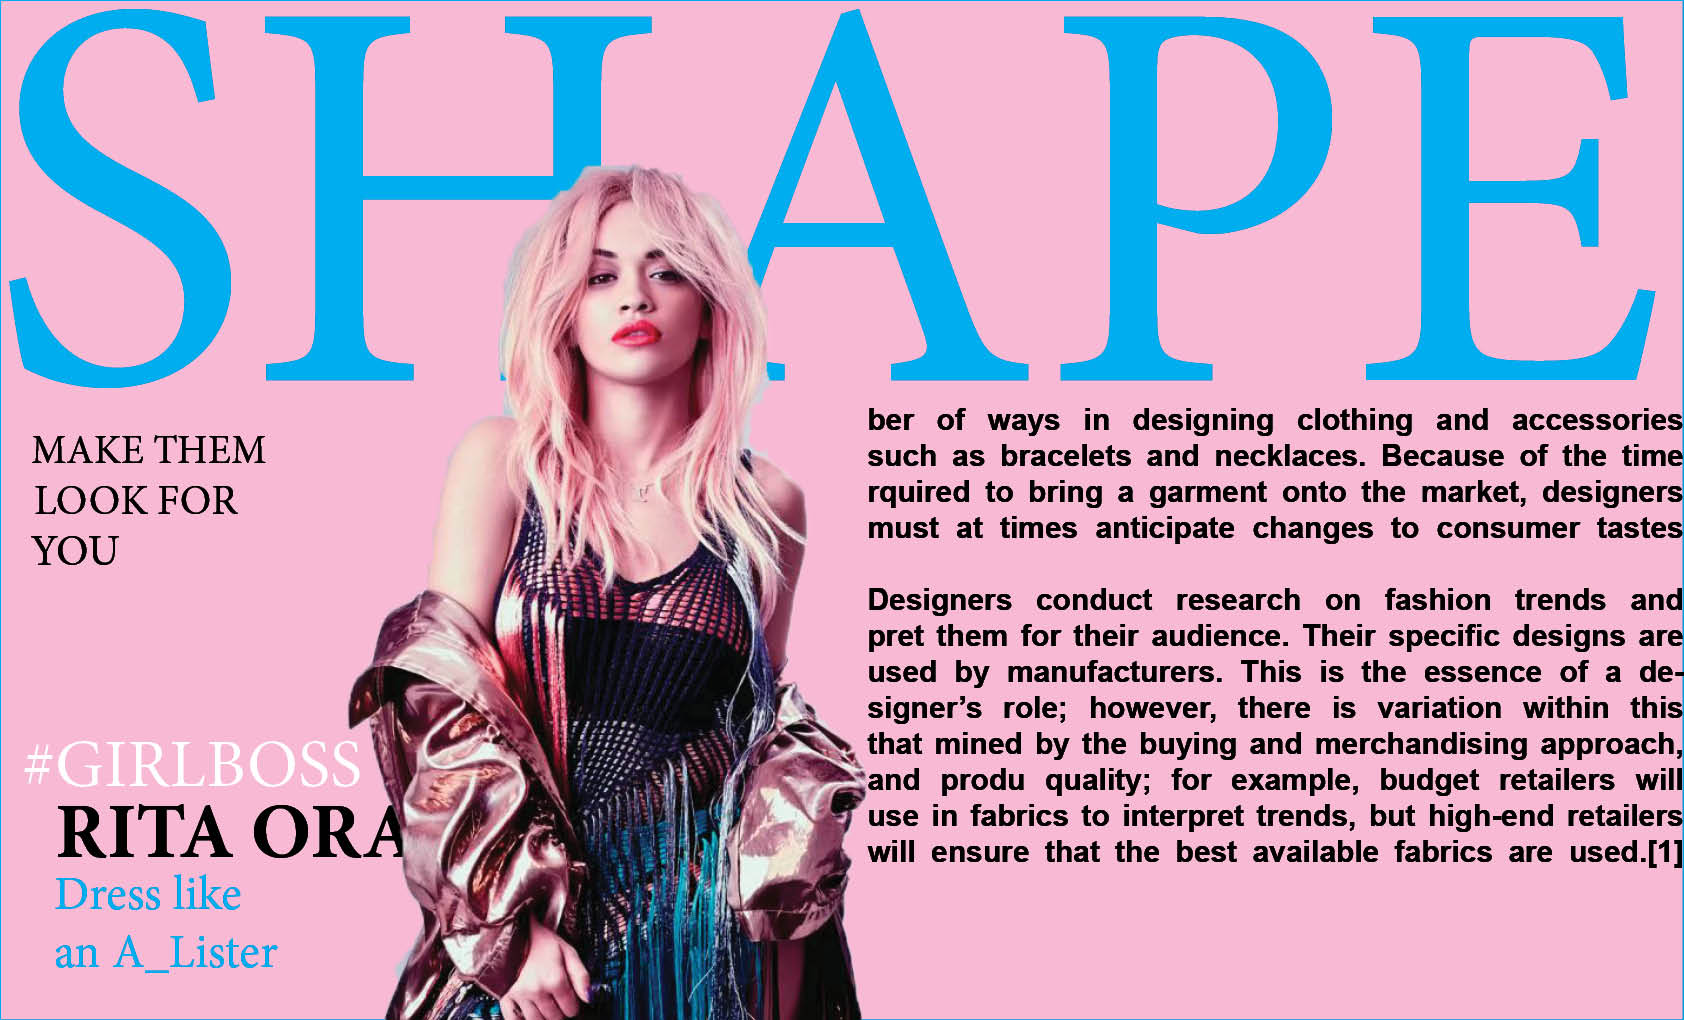 SHAPE
MAKE THEM
LOOK FOR
YOU
#GIRLBOSS
RITA ORA
Dress like
an A_Lister
ber of ways in designing clothing and accessories
such as bracelets and necklaces. Because of the time
rquired to bring a garment onto the market, designers
must at times anticipate changes to consumer tastes
Designers conduct research on fashion trends and
pret them for their audience. Their specific designs are
used by manufacturers. This is the essence of a de-
signer’s role; however, there is variation within this
that mined by the buying and merchandising approach,
and produ quality; for example, budget retailers will
use in fabrics to interpret trends, but high-end retailers
will ensure that the best available fabrics are used.[1]